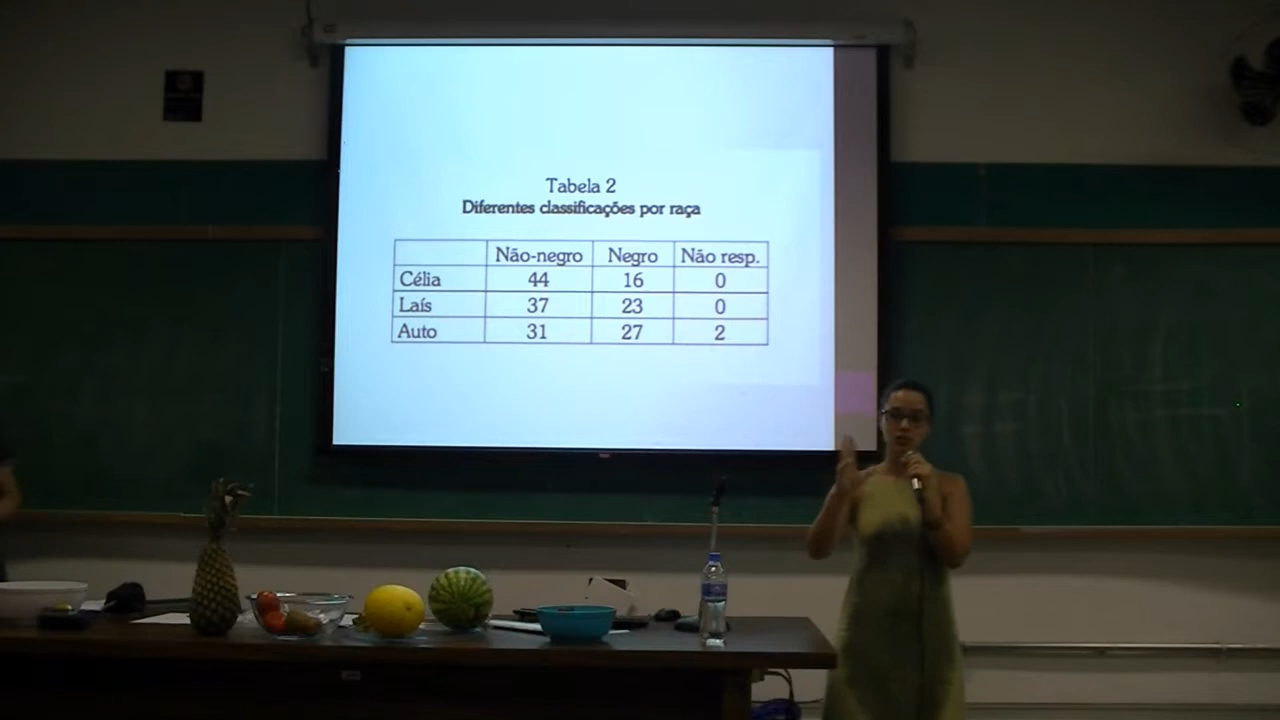 Tabela 2
Diferentes classificações por raça
Não-negro Negro Não resp.
Célia 44 16 0
Laís 37 23 0
Auto 31 27 2